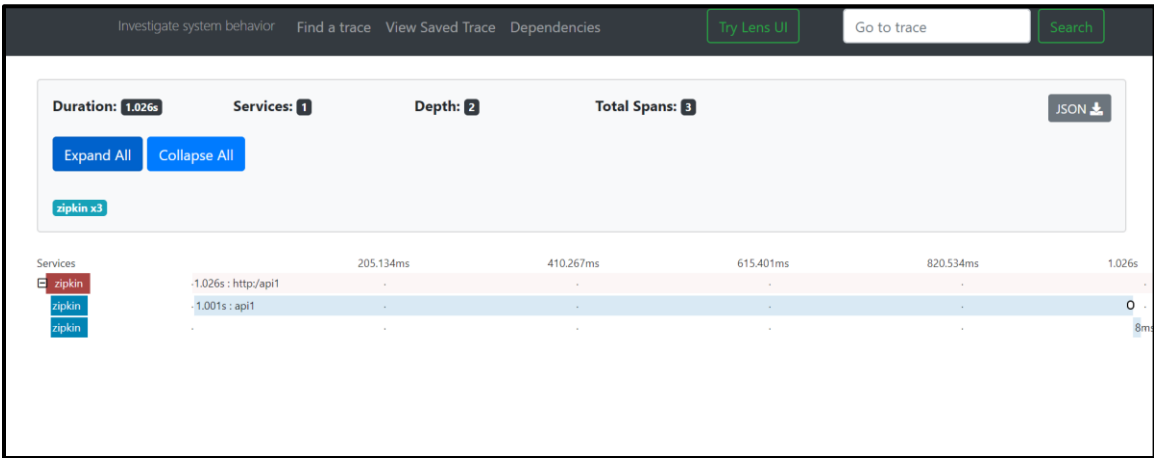 Investigate system behavior Find a trace View Saved Trace Dependencies Try Lens UI Go to trace Search
Duration: 1.026s Services: 1 Depth: 2 Total Spans: 3 JSON
Expand All Collapse All
zipkin x3
Services 205.134ms 410.267ms 615.401ms 820.534ms 1.026s
zipkin 1.026s : http:/api1
zipkin 1.001s : api1
zipkin 8ms